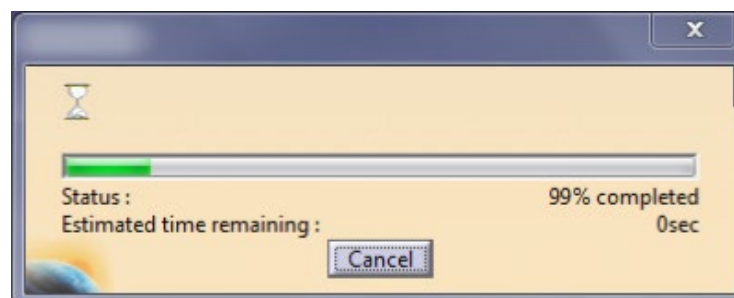 Status :
99% completed
Estimated time remaining :
0sec
Cancel